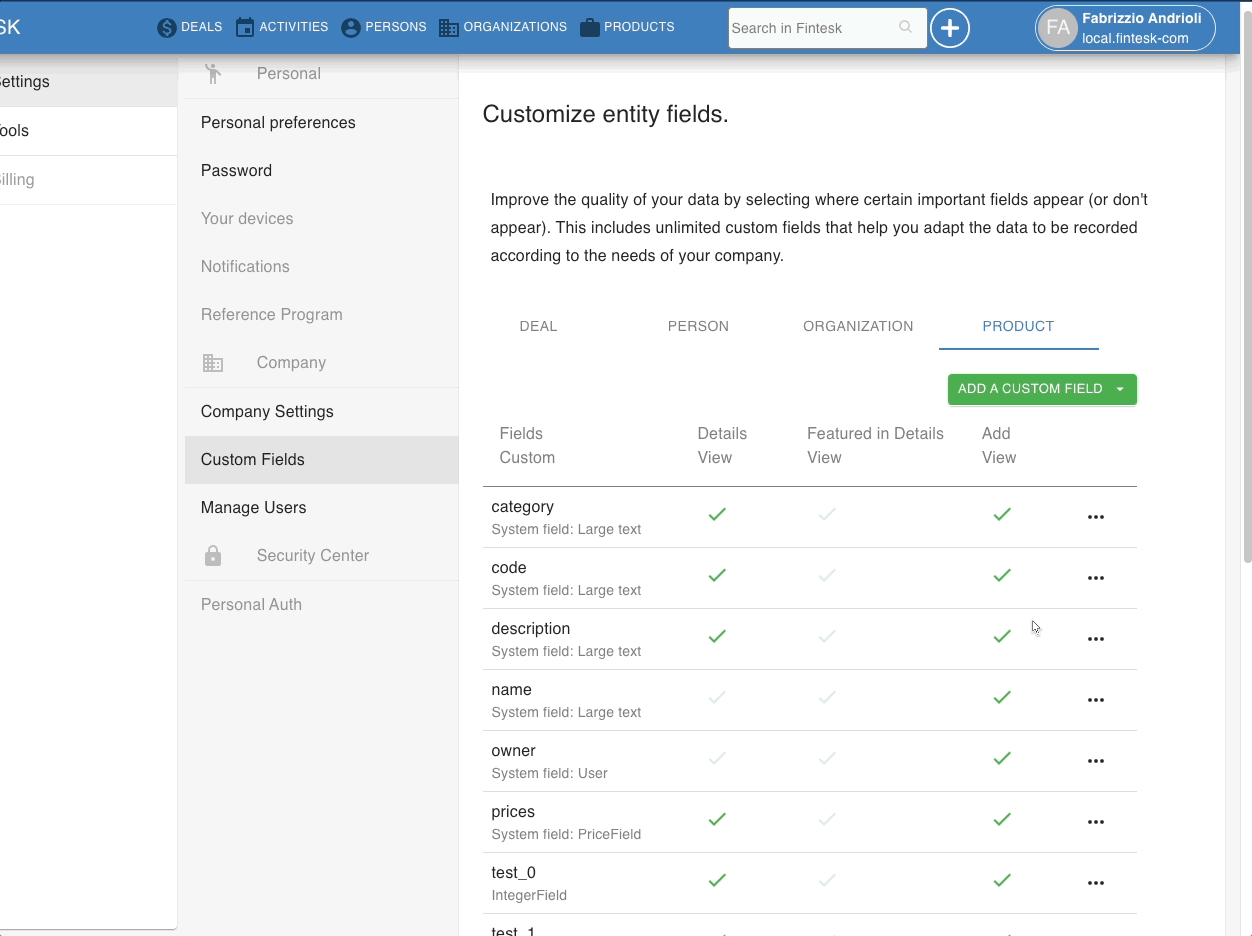 SK
DEALS
ACTIVITIES
PERSONS
ORGANIZATIONS
PRODUCTS
Search in Fintesk
FA
Fabrizzio Andrioli
local.fintesk-com
ettings
ools
illing
Personal
Personal preferences
Password
Your devices
Notifications
Reference Program
Company
Company Settings
Custom Fields
Manage Users
Security Center
Personal Auth
Customize entity fields.
Improve the quality of your data by selecting where certain important fields appear (or don't
appear). This includes unlimited custom fields that help you adapt the data to be recorded
according to the needs of your company.
DEAL
PERSON
ORGANIZATION
PRODUCT
ADD A CUSTOM FIELD
Fields
Custom
Details
View
Featured in Details
View
Add
View
category
System field: Large text
code
System field: Large text
description
System field: Large text
name
System field: Large text
owner
System field: User
prices
System field: PriceField
test_0
IntegerField
test_1